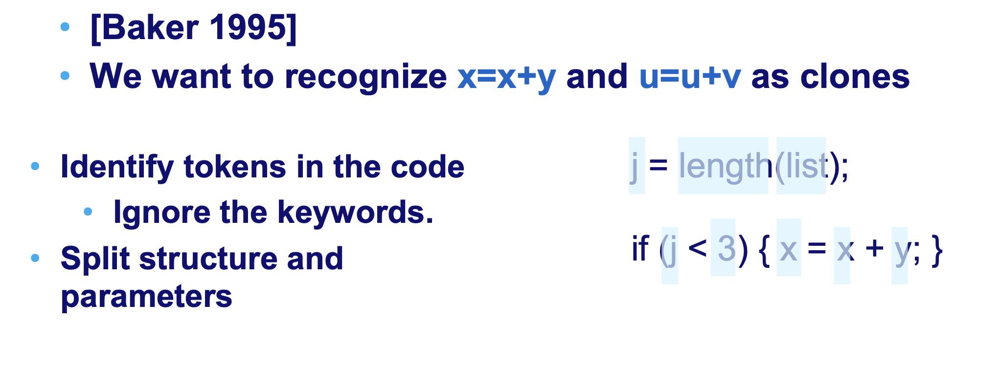 • [Baker 1995]
• We want to recognize x=x+y and u=u+v as clones
• Identify tokens in the code
• Ignore the keywords.
• Split structure and
parameters
j = length(list);
if (j < 3) { x = x + y; }